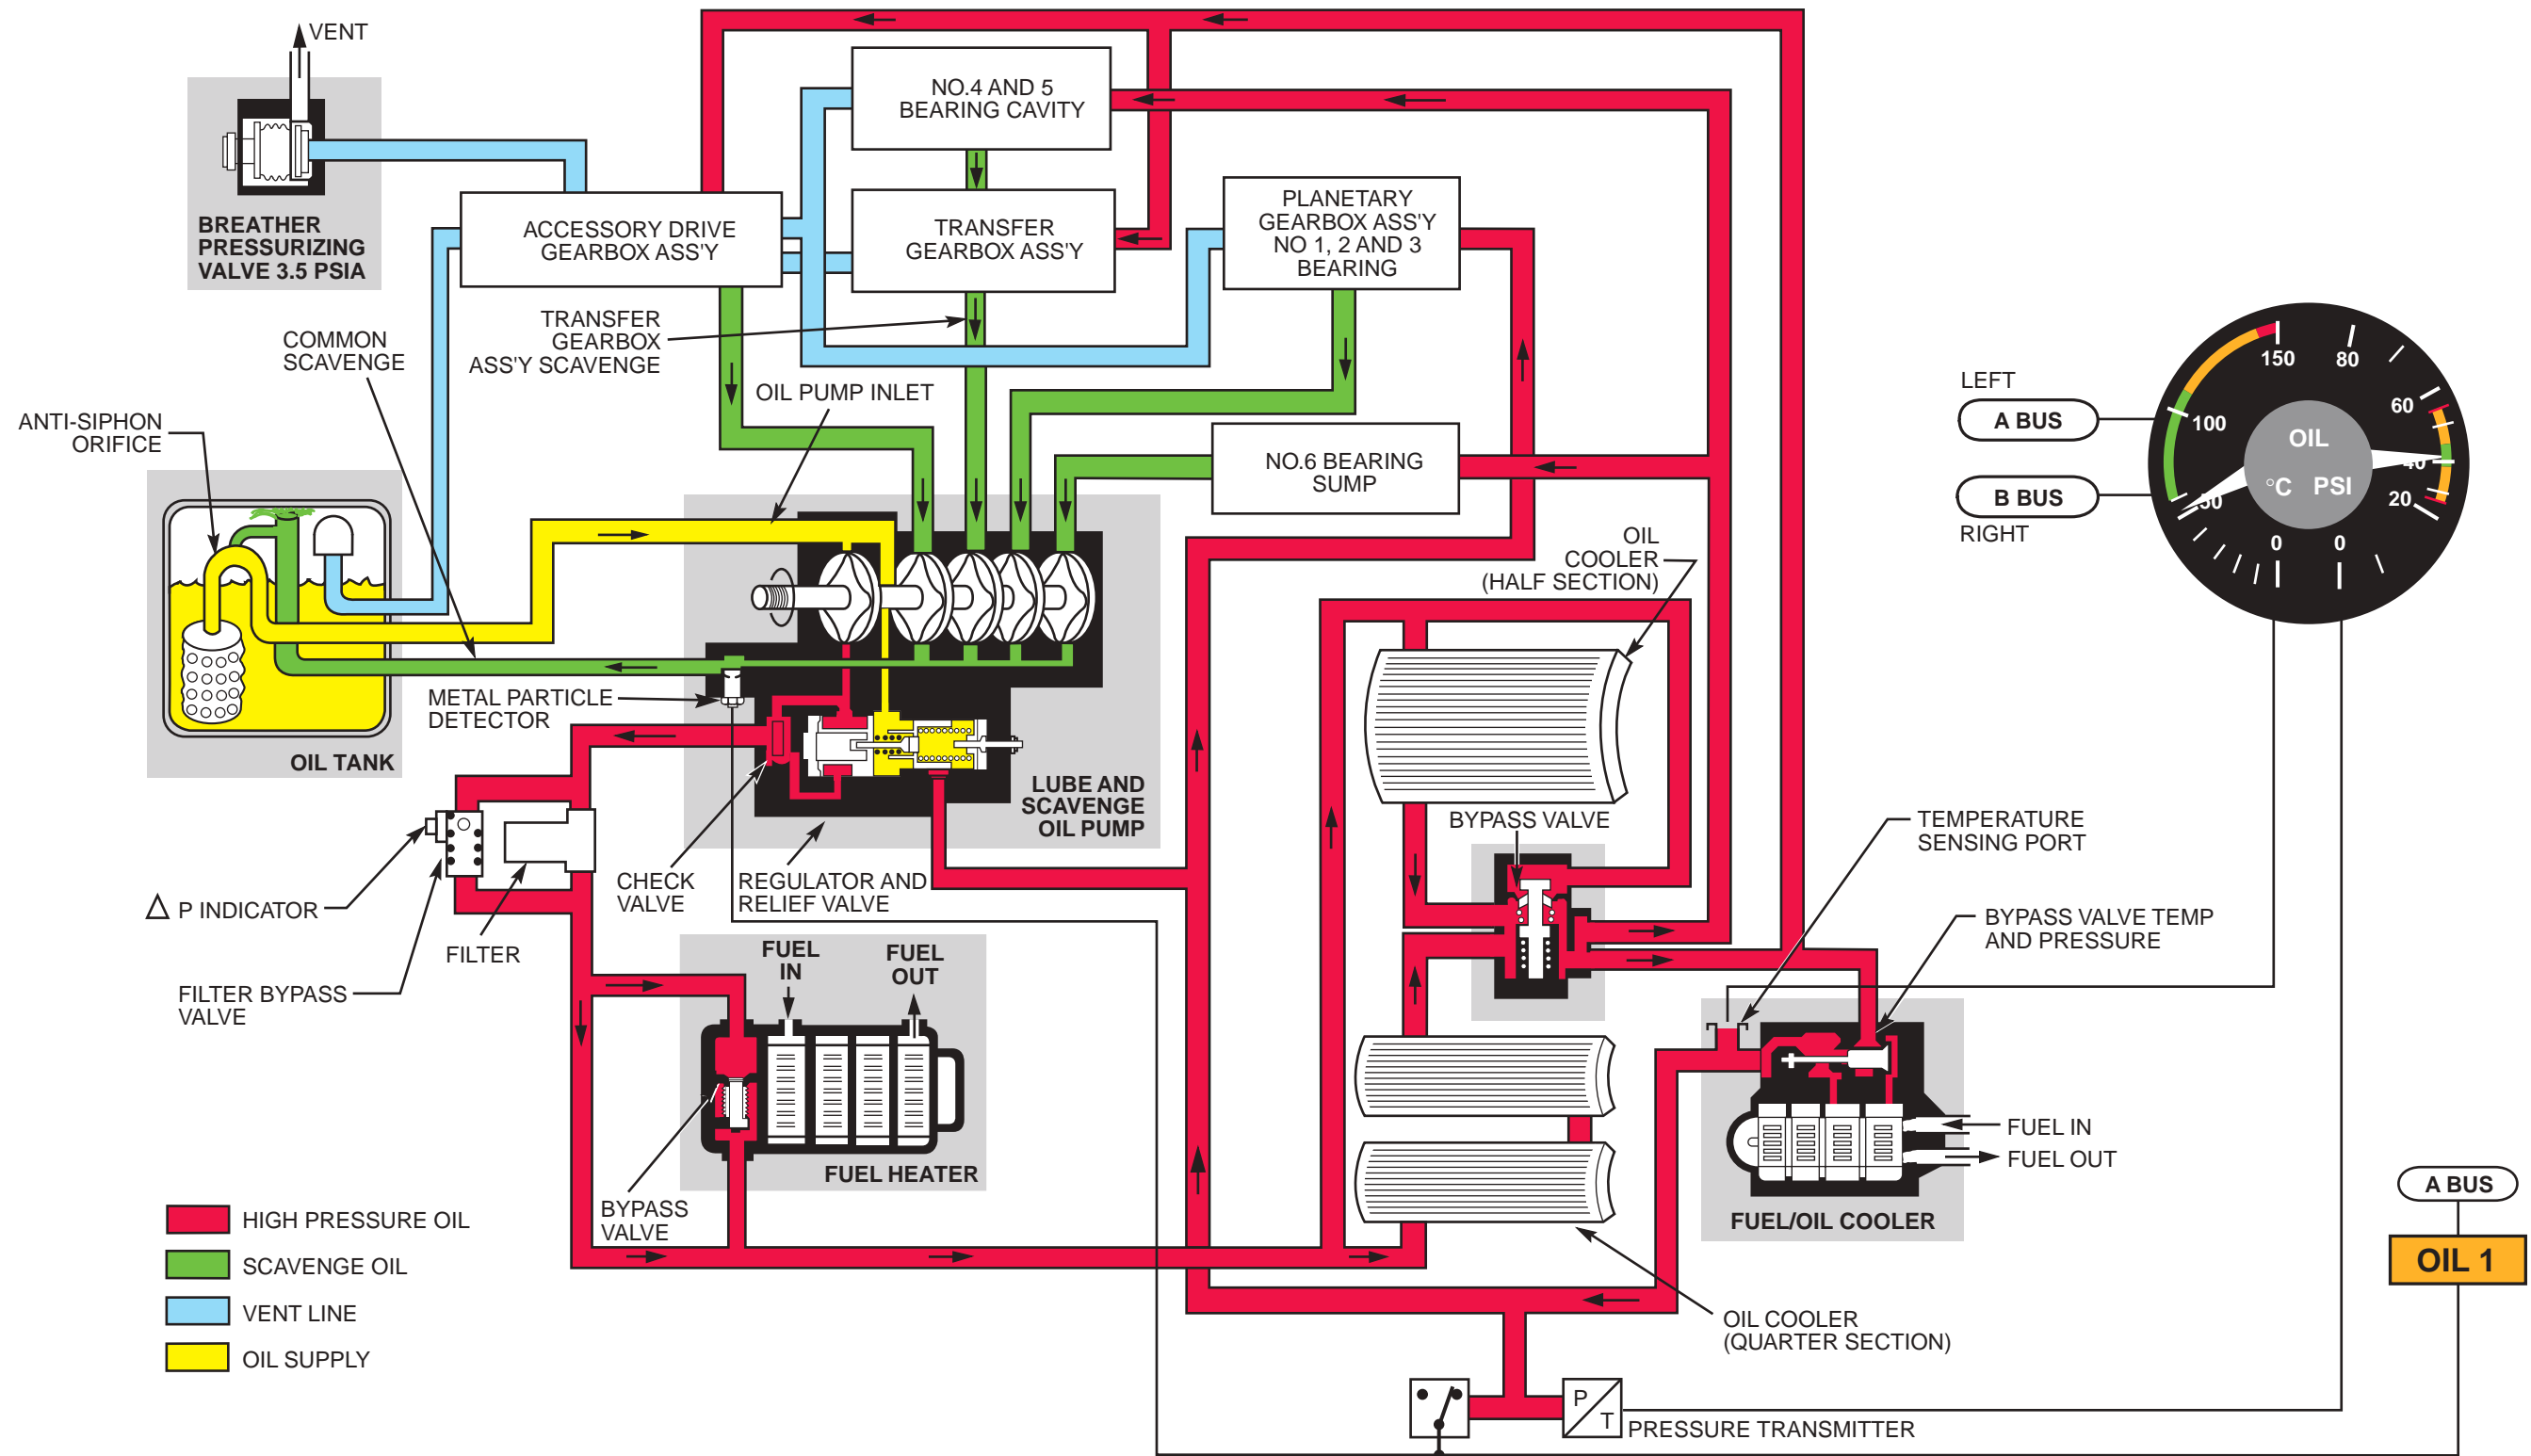 VENT
BREATHER
PRESSURIZING
VALVE 3.5 PSIA
NO.4 AND 5
BEARING CAVITY
ACCESSORY DRIVE
GEARBOX ASS'Y
TRANSFER
GEARBOX ASS'Y
PLANETARY
GEARBOX ASS'Y
NO 1, 2 AND 3
BEARING
TRANSFER
GEARBOX
ASS'Y SCAVENGE
COMMON
SCAVENGE
OIL PUMP INLET
ANTI-SIPHON
ORIFICE
NO.6 BEARING
SUMP
OIL
COOLER
(HALF SECTION)
LEFT
A BUS
B BUS
RIGHT
150
80
100
60
OIL
40
°C PSI
50
20
0
0
METAL PARTICLE
DETECTOR
OIL TANK
LUBE AND
SCAVENGE
OIL PUMP
BYPASS VALVE
TEMPERATURE
SENSING PORT
CHECK
VALVE
REGULATOR AND
RELIEF VALVE
△ P INDICATOR
FILTER
FILTER BYPASS
VALVE
BYPASS VALVE TEMP
AND PRESSURE
FUEL
IN
FUEL
OUT
FUEL HEATER
BYPASS
VALVE
FUEL IN
FUEL OUT
FUEL/OIL COOLER
A BUS
OIL 1
HIGH PRESSURE OIL
SCAVENGE OIL
VENT LINE
OIL SUPPLY
OIL COOLER
(QUARTER SECTION)
P
T
PRESSURE TRANSMITTER